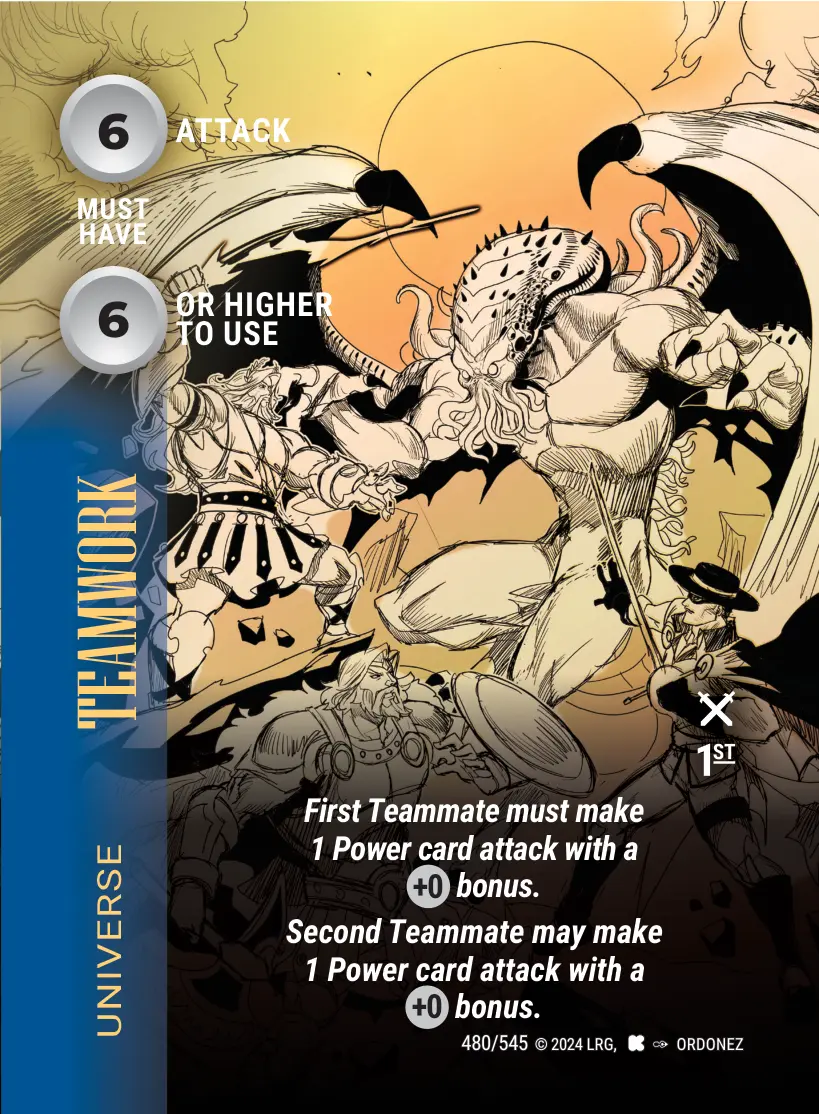 6 ATTACK
MUST
HAVE
6 OR HIGHER
TO USE
TEAMWORK
UNIVERSE
1ST
First Teammate must make
1 Power card attack with a
+0 bonus.
Second Teammate may make
1 Power card attack with a
+0 bonus.
480/545 © 2024 LRG, ORDONEZ